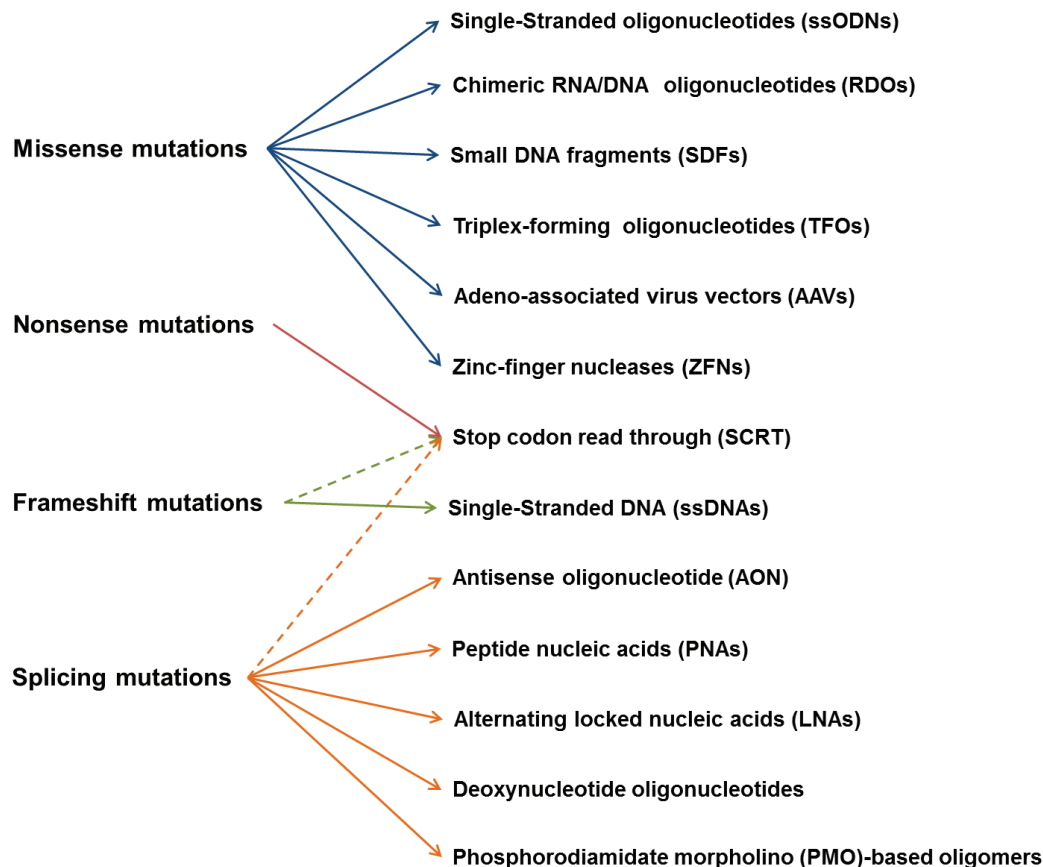 Single-Stranded oligonucleotides (ssODNs)
Chimeric RNA/DNA oligonucleotides (RDOs)
Missense mutations
Small DNA fragments (SDFs)
Triplex-forming oligonucleotides (TFOs)
Adeno-associated virus vectors (AAVs)
Nonsense mutations
Zinc-finger nucleases (ZFNs)
Stop codon read through (SCRT)
Frameshift mutations
Single-Stranded DNA (ssDNAs)
Antisense oligonucleotide (AON)
Peptide nucleic acids (PNAs)
Splicing mutations
Alternating locked nucleic acids (LNAs)
Deoxynucleotide oligonucleotides
Phosphorodiamidate morpholino (PMO)-based oligomers